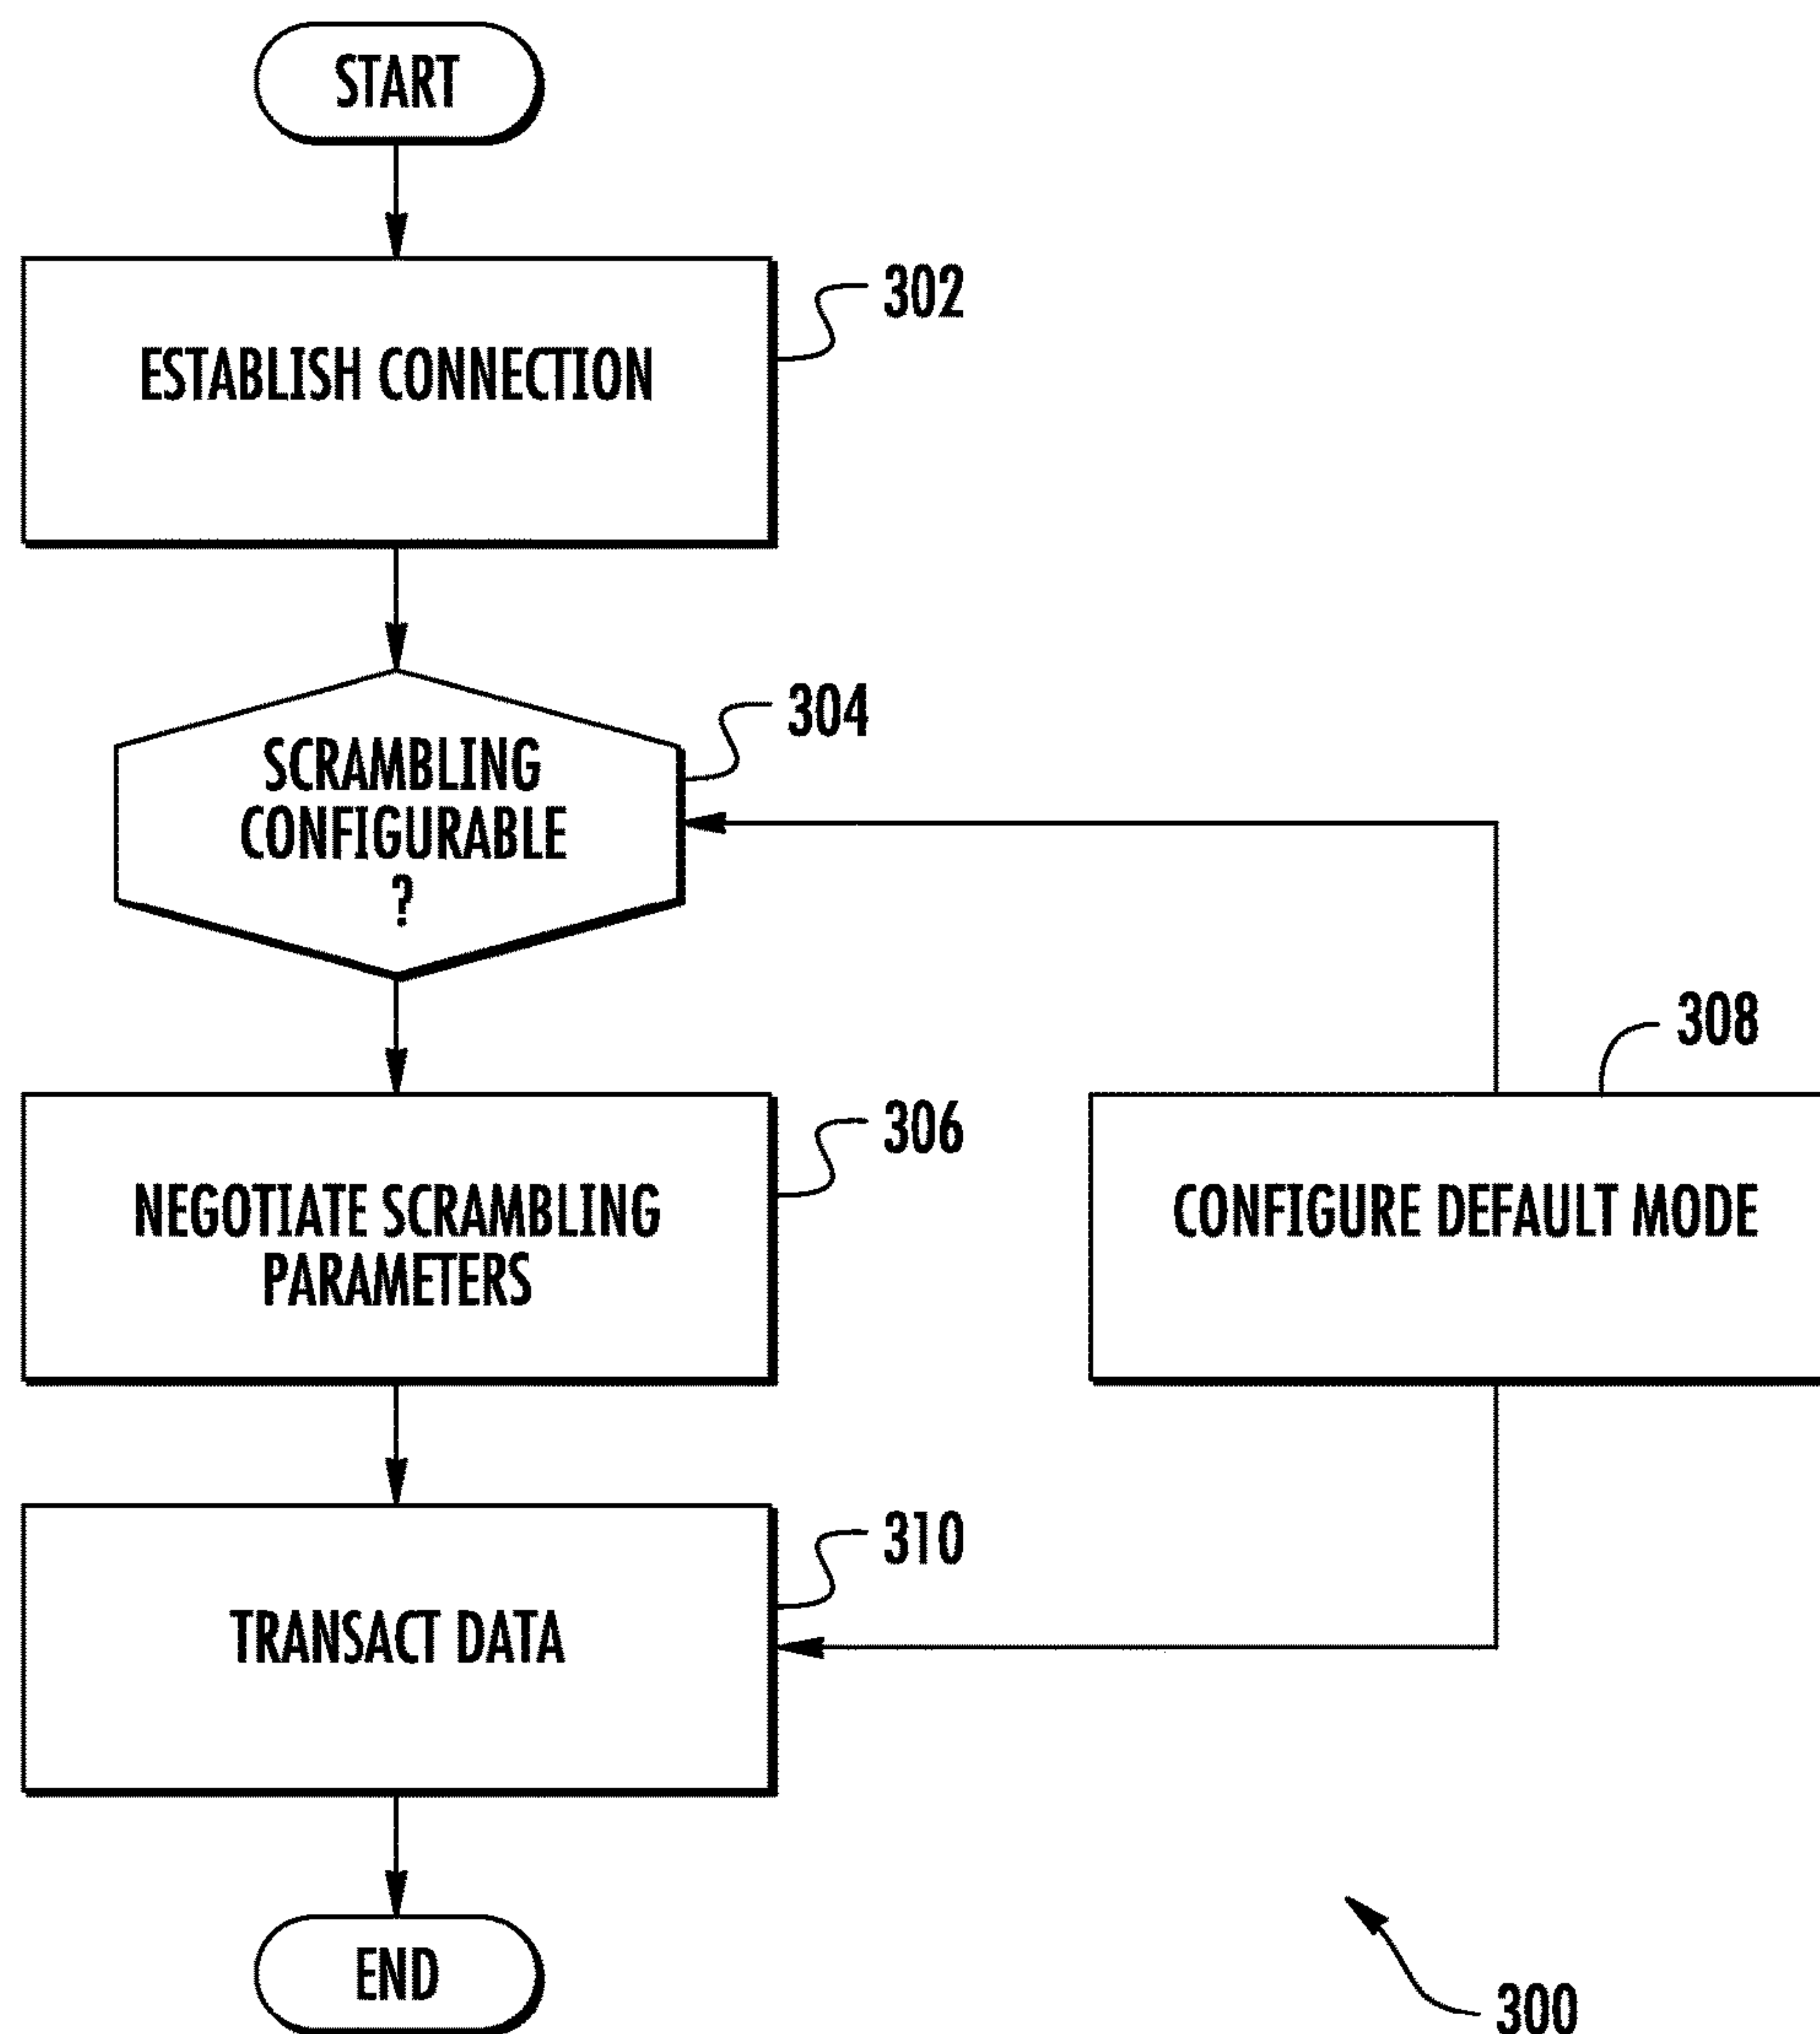 START
302
ESTABLISH CONNECTION
304
SCRAMBLING
CONFIGURABLE
?
308
306
NEGOTIATE SCRAMBLING
PARAMETERS
CONFIGURE DEFAULT MODE
310
TRANSACT DATA
END
300